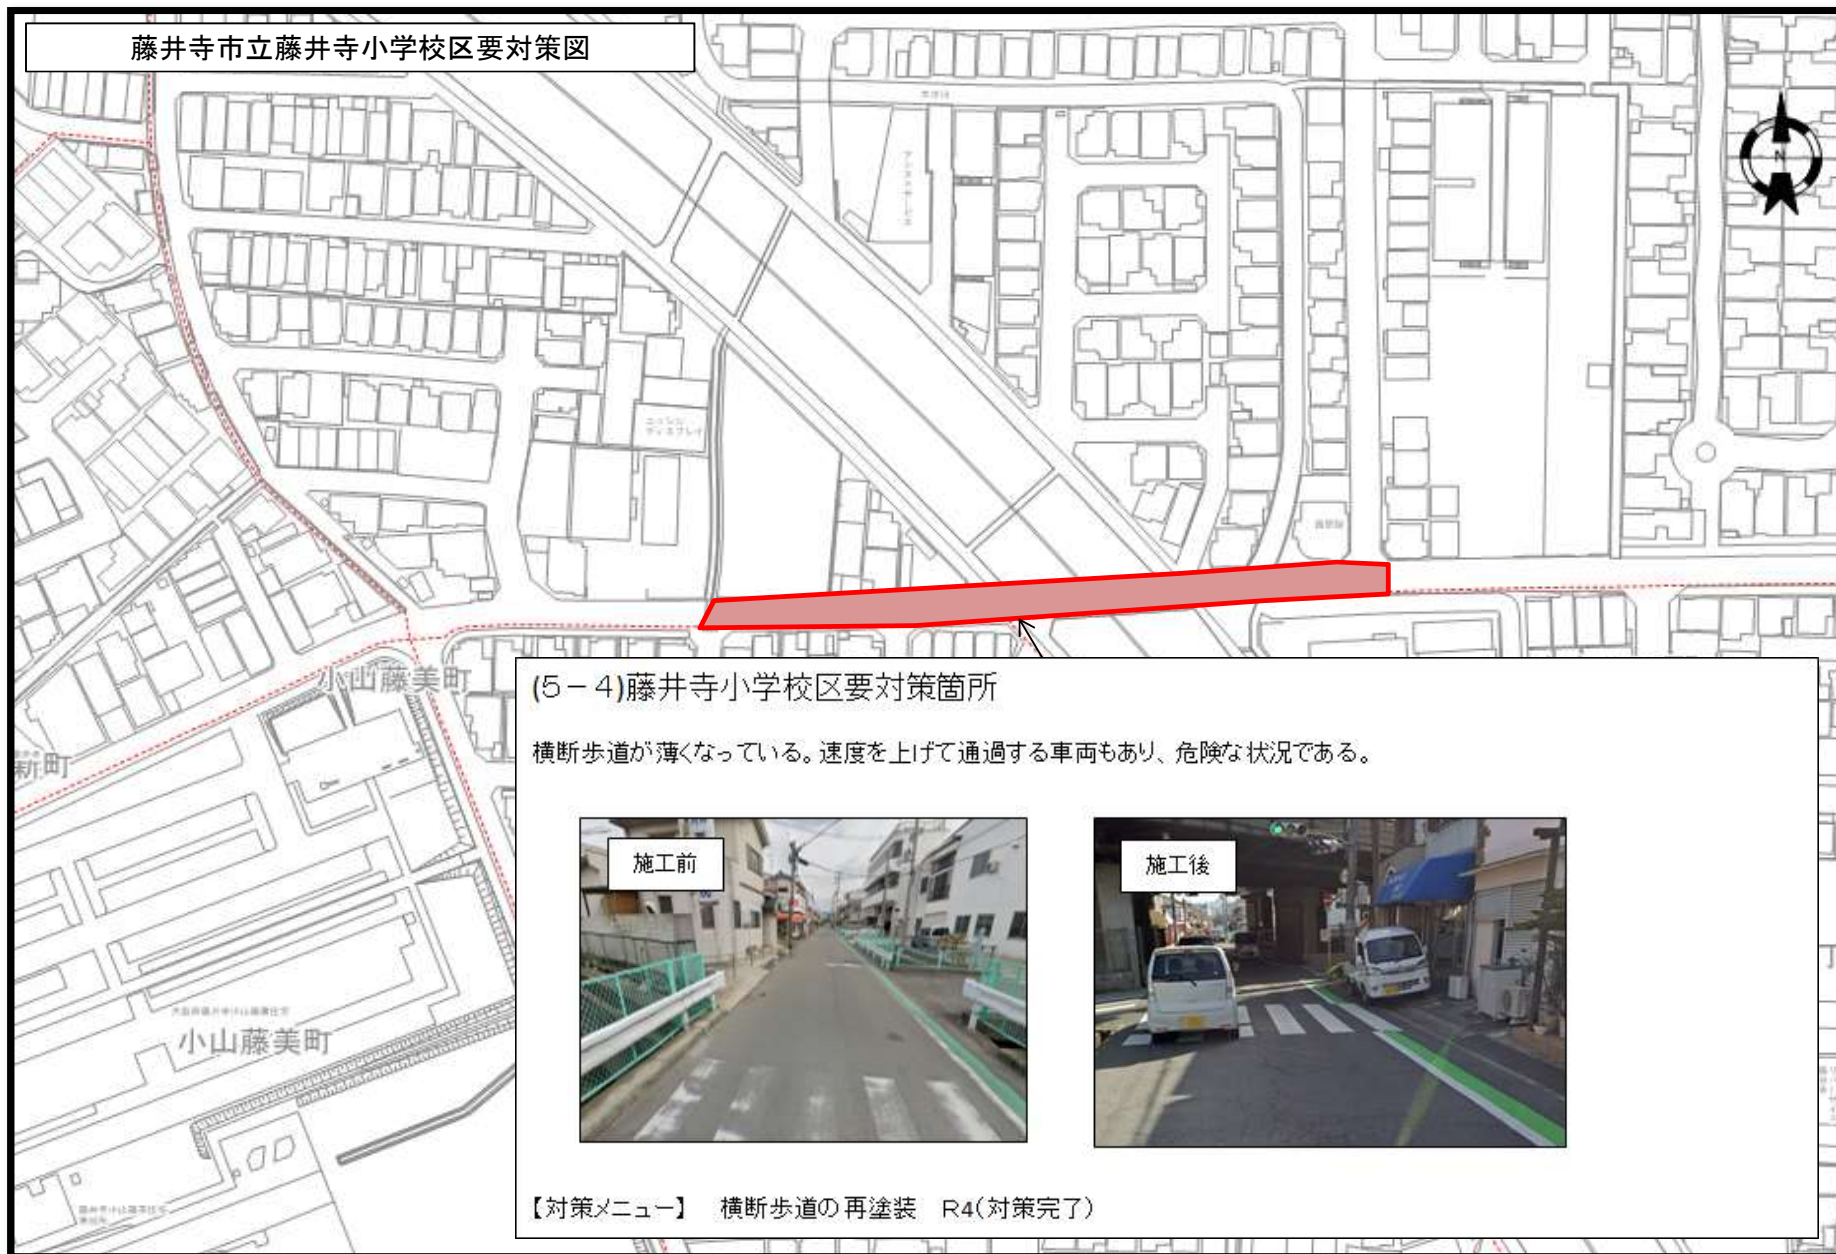 藤井寺市立藤井寺小学校区要対策図
N
小山藤美町
新町
(5－4)藤井寺小学校区要対策箇所
横断歩道が薄くなっている。速度を上げて通過する車両もあり、危険な状況である。
施工前
施工後
小山藤美町
【対策メニュー】　横断歩道の再塗装　R4(対策完了)